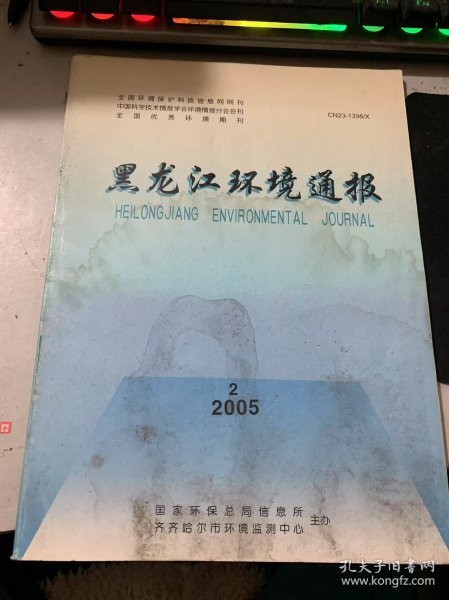 全国环境保护科技信息网网刊
中国科学技术情报学会环境情报分会会刊
全国优秀环境期刊
CN23-1398/X
黑龙江环境通报
HEILONGJIANG ENVIRONMENTAL JOURNAL
2
2005
国家环保总局信息所
齐齐哈尔市环境监测中心
主办
孔夫子旧书网
www.kongfz.com